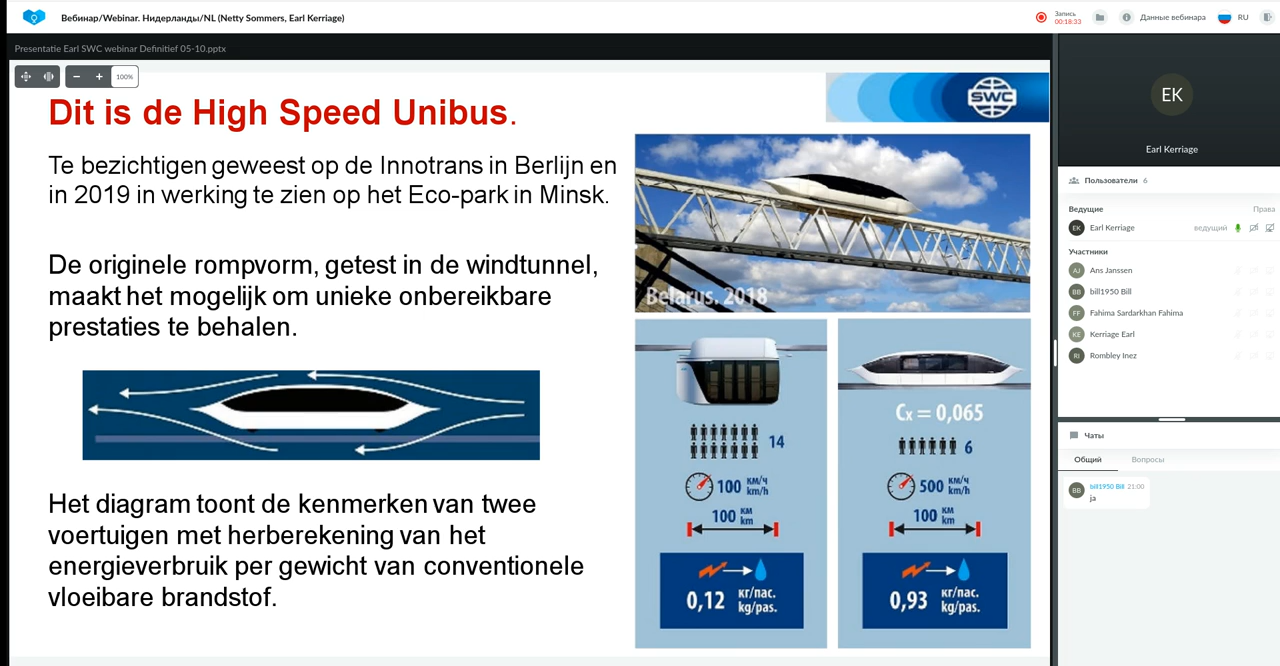 Вебинар/Webinar. Нидерланды/NL (Netty Sommers, Earl Kerriage)
Запись
00:18:33
Данные вебинара
RU
Presentatie Earl SWC webinar Definitief 05-10.pptx
100%
Dit is de High Speed Unibus.
SWC
Te bezichtigen geweest op de Innotrans in Berlijn en
in 2019 in werking te zien op het Eco-park in Minsk.
De originele rompvorm, getest in de windtunnel,
maakt het mogelijk om unieke onbereikbare
prestaties te behalen.
Het diagram toont de kenmerken van twee
voertuigen met herberekening van het
energieverbruik per gewicht van conventionele
vloeibare brandstof.
Belarus. 2018
14
100 км/ч
km/h
100 км
km
0,12 кг/пас.
kg/pas.
Cx = 0,065
6
500 км/ч
km/h
100 км
km
0,93 кг/пас.
kg/pas.
EK
Earl Kerriage
Пользователи 6
Ведущие Права
EK Earl Kerriage ведущий
Участники
AJ Ans Janssen
BB bill1950 Bill
FF Fahima Sardarkhan Fahima
KE Kerriage Earl
RI Rombley Inez
Чаты
Общий Вопросы
BB bill1950 Bill 21:00
ja